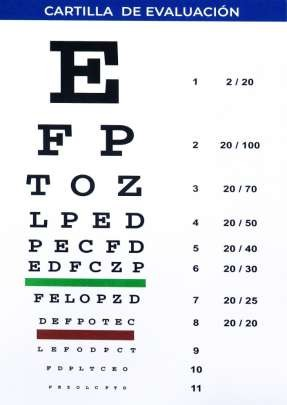 CARTILLA DE EVALUACIÓN
E 1 2 / 20
F P 2 20 / 100
T O Z 3 20 / 70
L P E D 4 20 / 50
P E C F D 5 20 / 40
E D F C Z P 6 20 / 30
F E L O P Z D 7 20 / 25
D E F P O T E C 8 20 / 20
L E F O D P C T 9
F D P L T C E O 10
P E Z O L C F T D 11